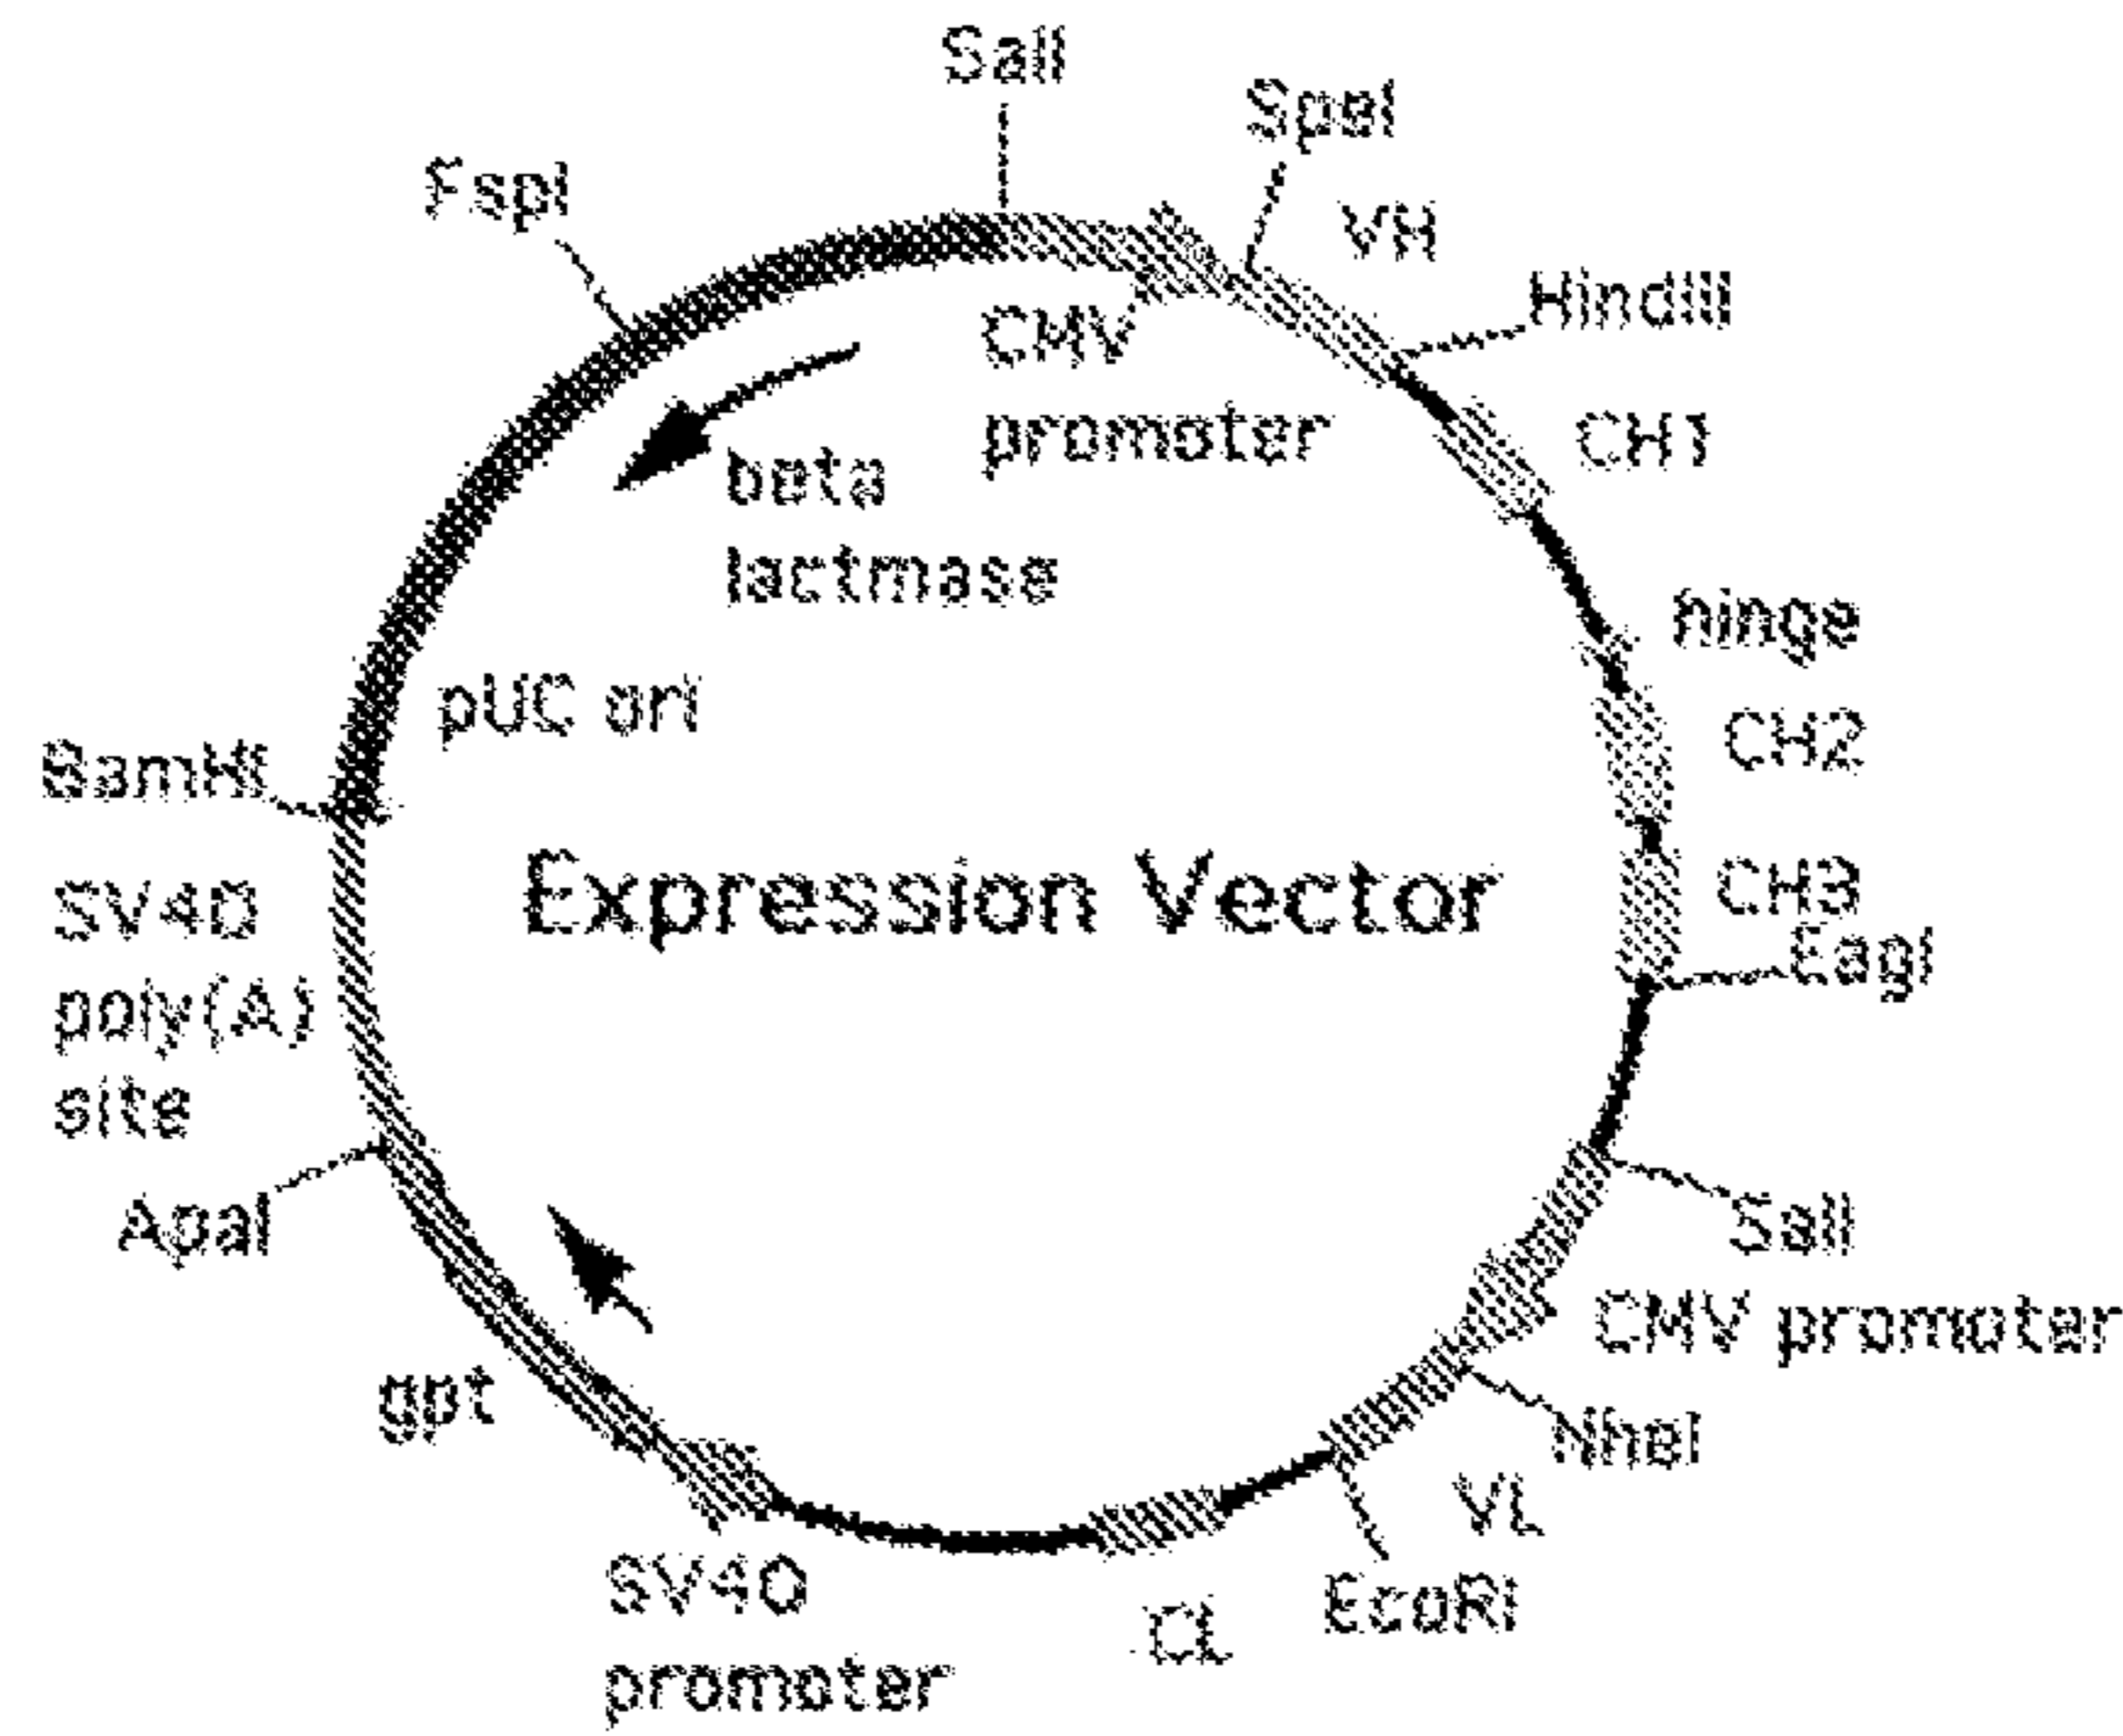 SalI
SpeI
VH
FspI
HindIII
CMV
promoter
CH1
beta
lactmase
hinge
pUC ori
CH2
BamHI
Expression Vector
CH3
SV40
poly(A)
site
EagI
ApaI
SalI
CMV promoter
gpt
NheI
VL
SV40
promoter
EcoRI
CL